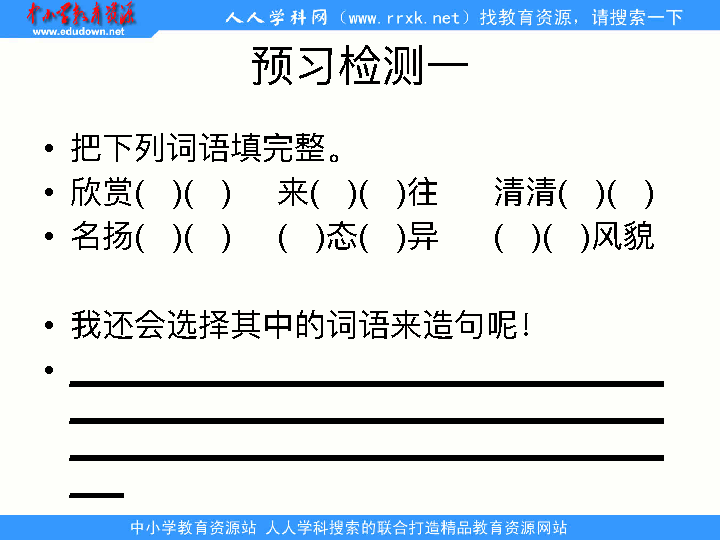 中小学教育资源
www.edudown.net
人人学科网（www.rrxk.net）找教育资源，请搜索一下
预习检测一
• 把下列词语填完整。
• 欣赏(  )(  )  来(  )(  )往  清清(  )(  )
• 名扬(  )(  )  (  )态(  )异  (  )(  )风貌
• 我还会选择其中的词语来造句呢！
中小学教育资源站 人人学科搜索的联合打造精品教育资源网站